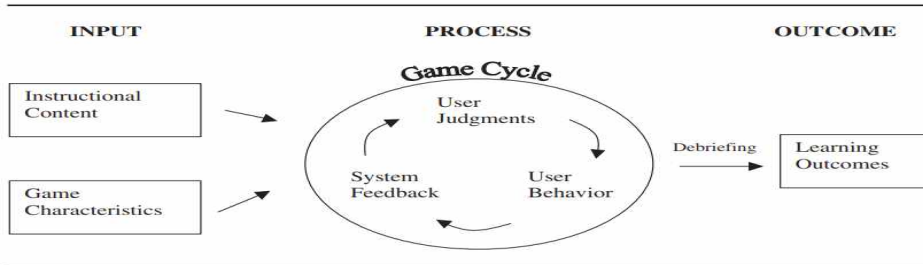 INPUT
PROCESS
OUTCOME
Game Cycle
Instructional
Content
User
Judgments
Debriefing
Learning
Outcomes
System
Feedback
User
Behavior
Game
Characteristics